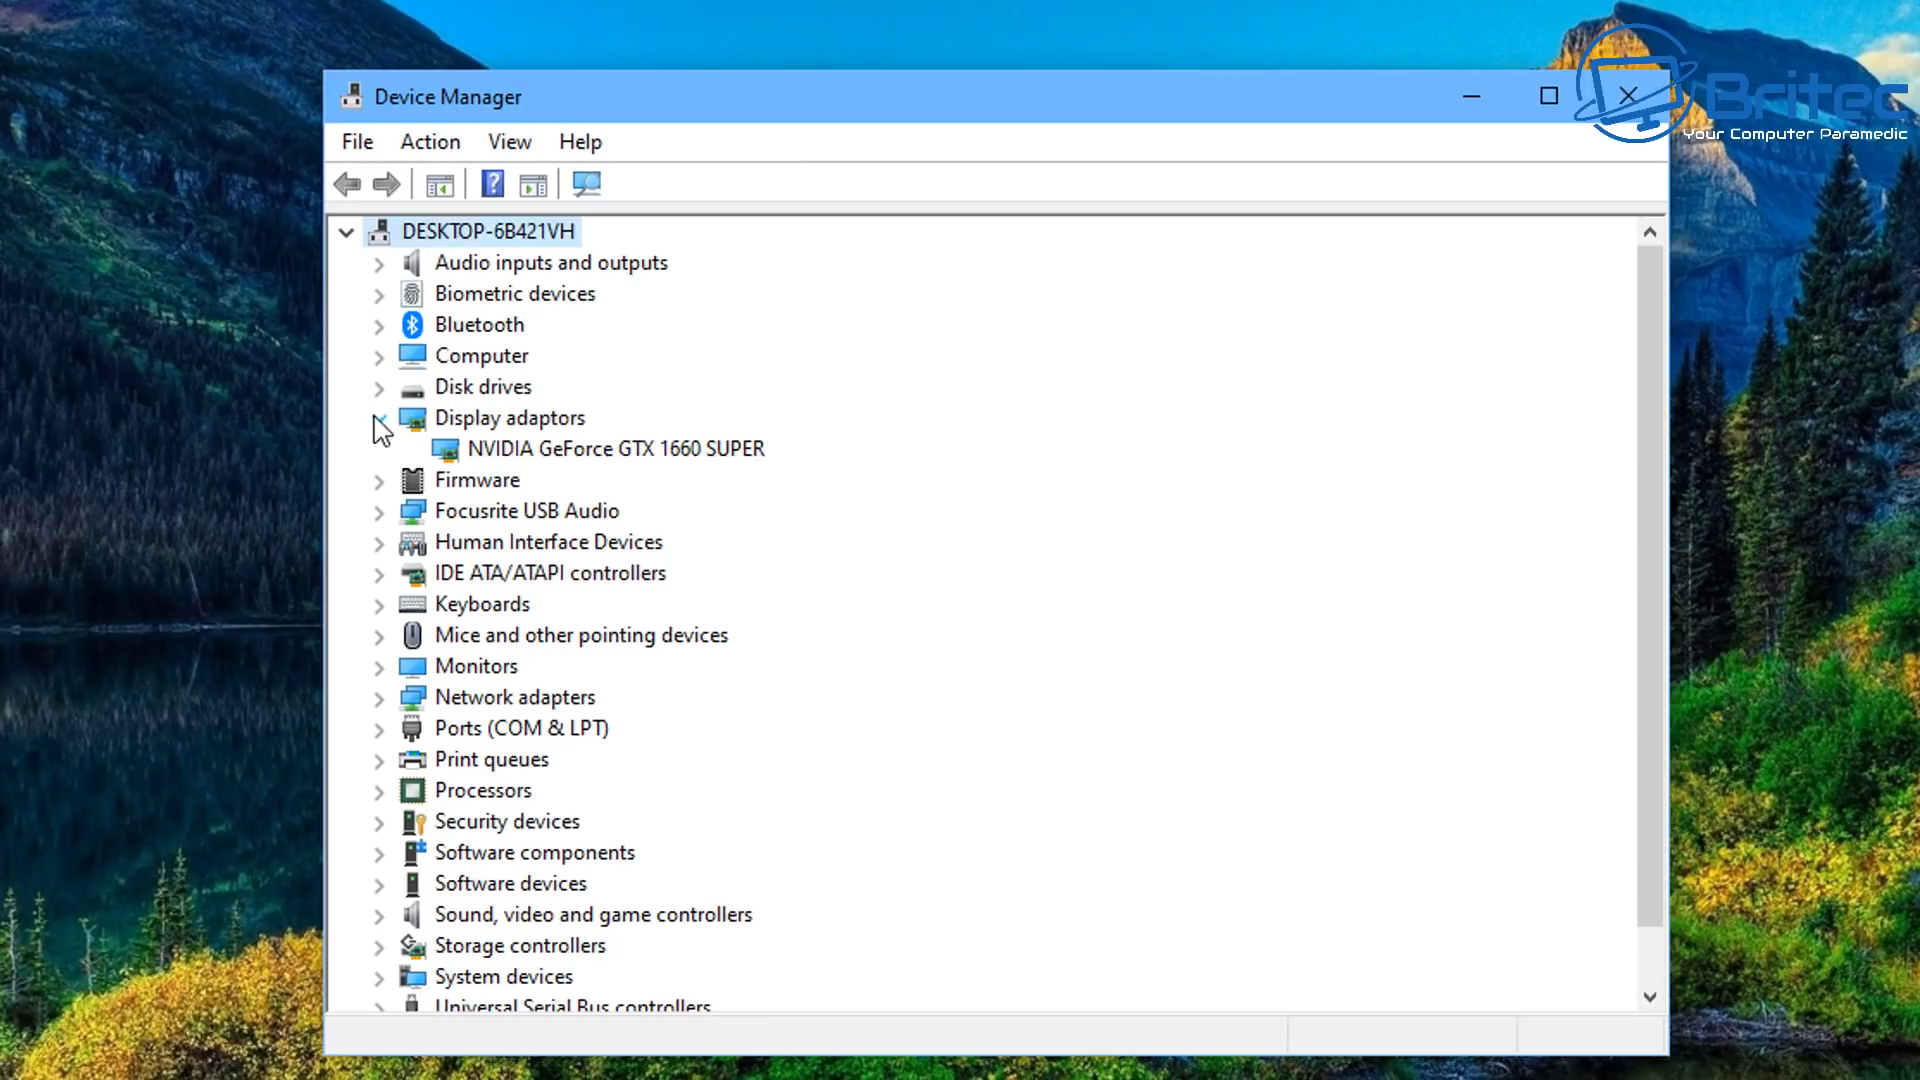 Device Manager
Britec
Your Computer Paramedic
File Action View Help
DESKTOP-6B421VH
Audio inputs and outputs
Biometric devices
Bluetooth
Computer
Disk drives
Display adaptors
NVIDIA GeForce GTX 1660 SUPER
Firmware
Focusrite USB Audio
Human Interface Devices
IDE ATA/ATAPI controllers
Keyboards
Mice and other pointing devices
Monitors
Network adapters
Ports (COM & LPT)
Print queues
Processors
Security devices
Software components
Software devices
Sound, video and game controllers
Storage controllers
System devices
Universal Serial Bus controllers